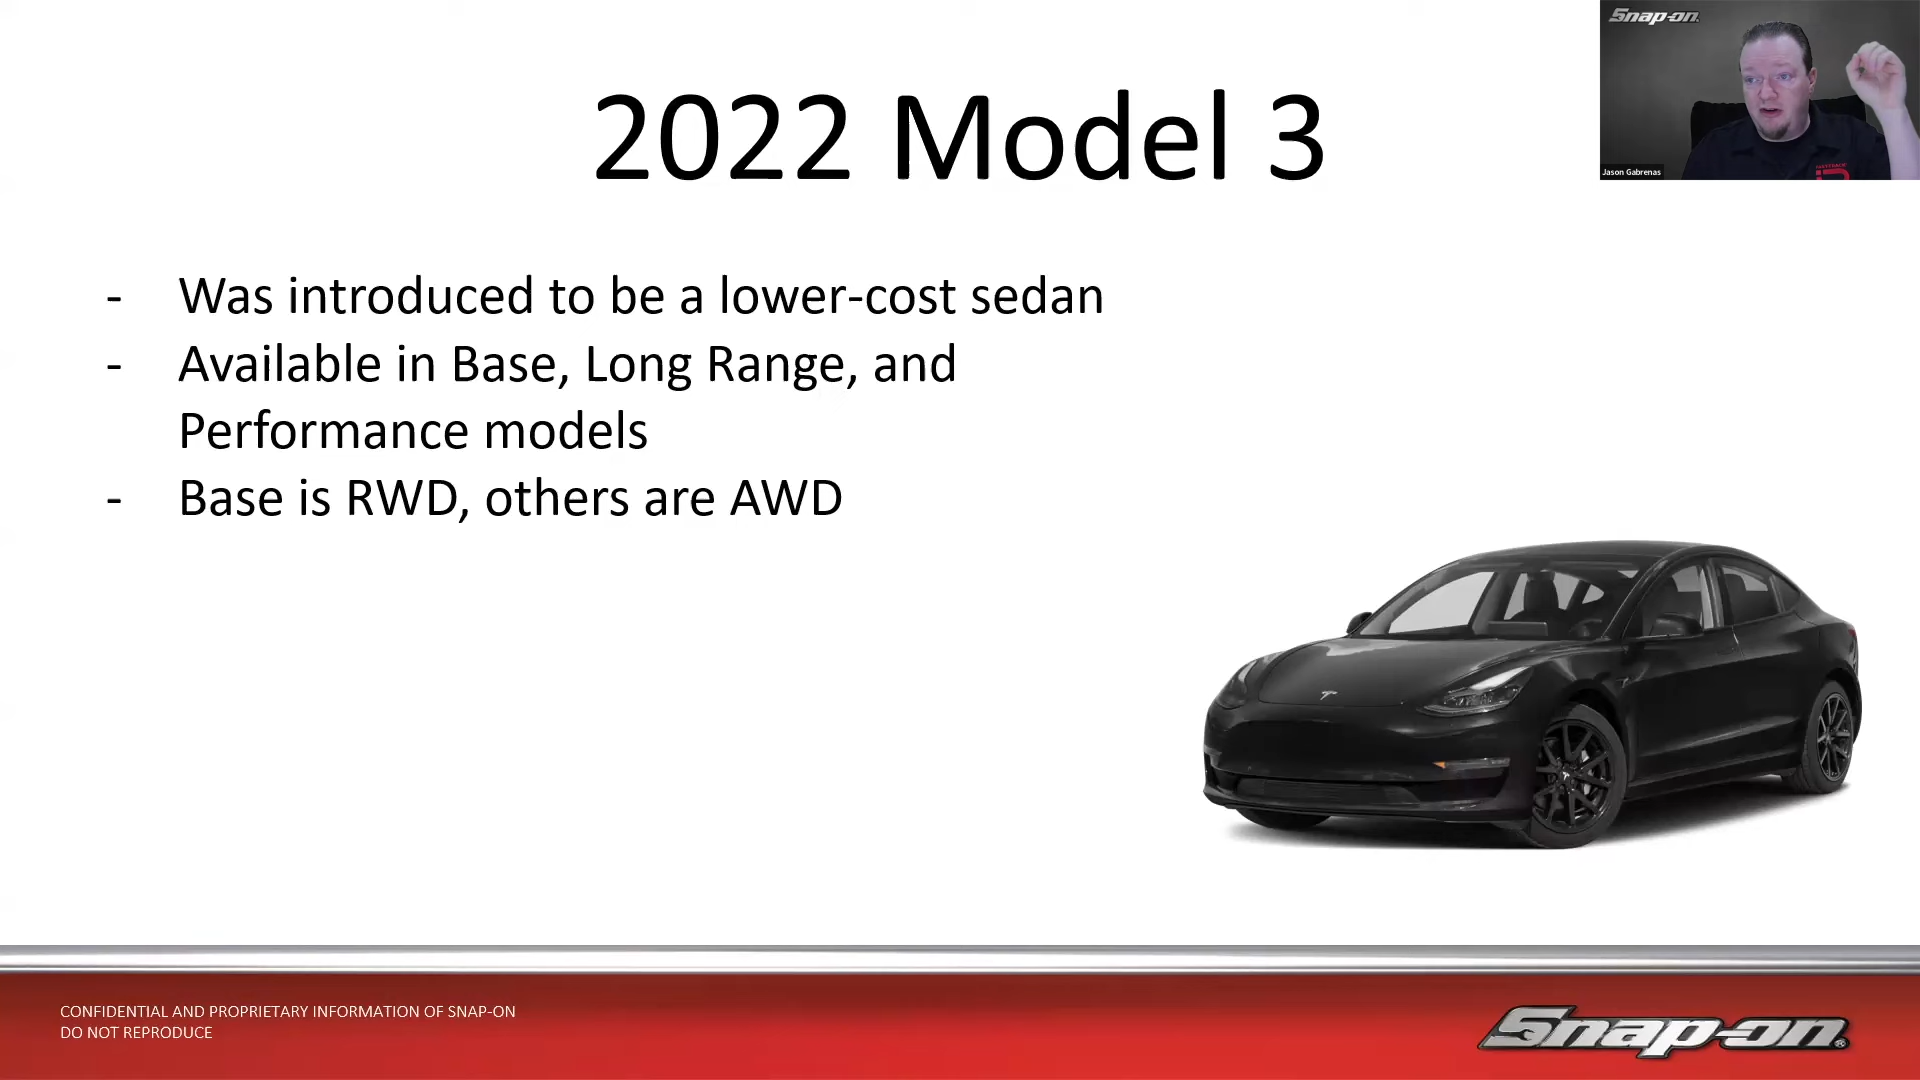 Snap-on
2022 Model 3
Jason Gabrenas
- Was introduced to be a lower-cost sedan
- Available in Base, Long Range, and
Performance models
- Base is RWD, others are AWD
CONFIDENTIAL AND PROPRIETARY INFORMATION OF SNAP-ON
DO NOT REPRODUCE
Snap-on®